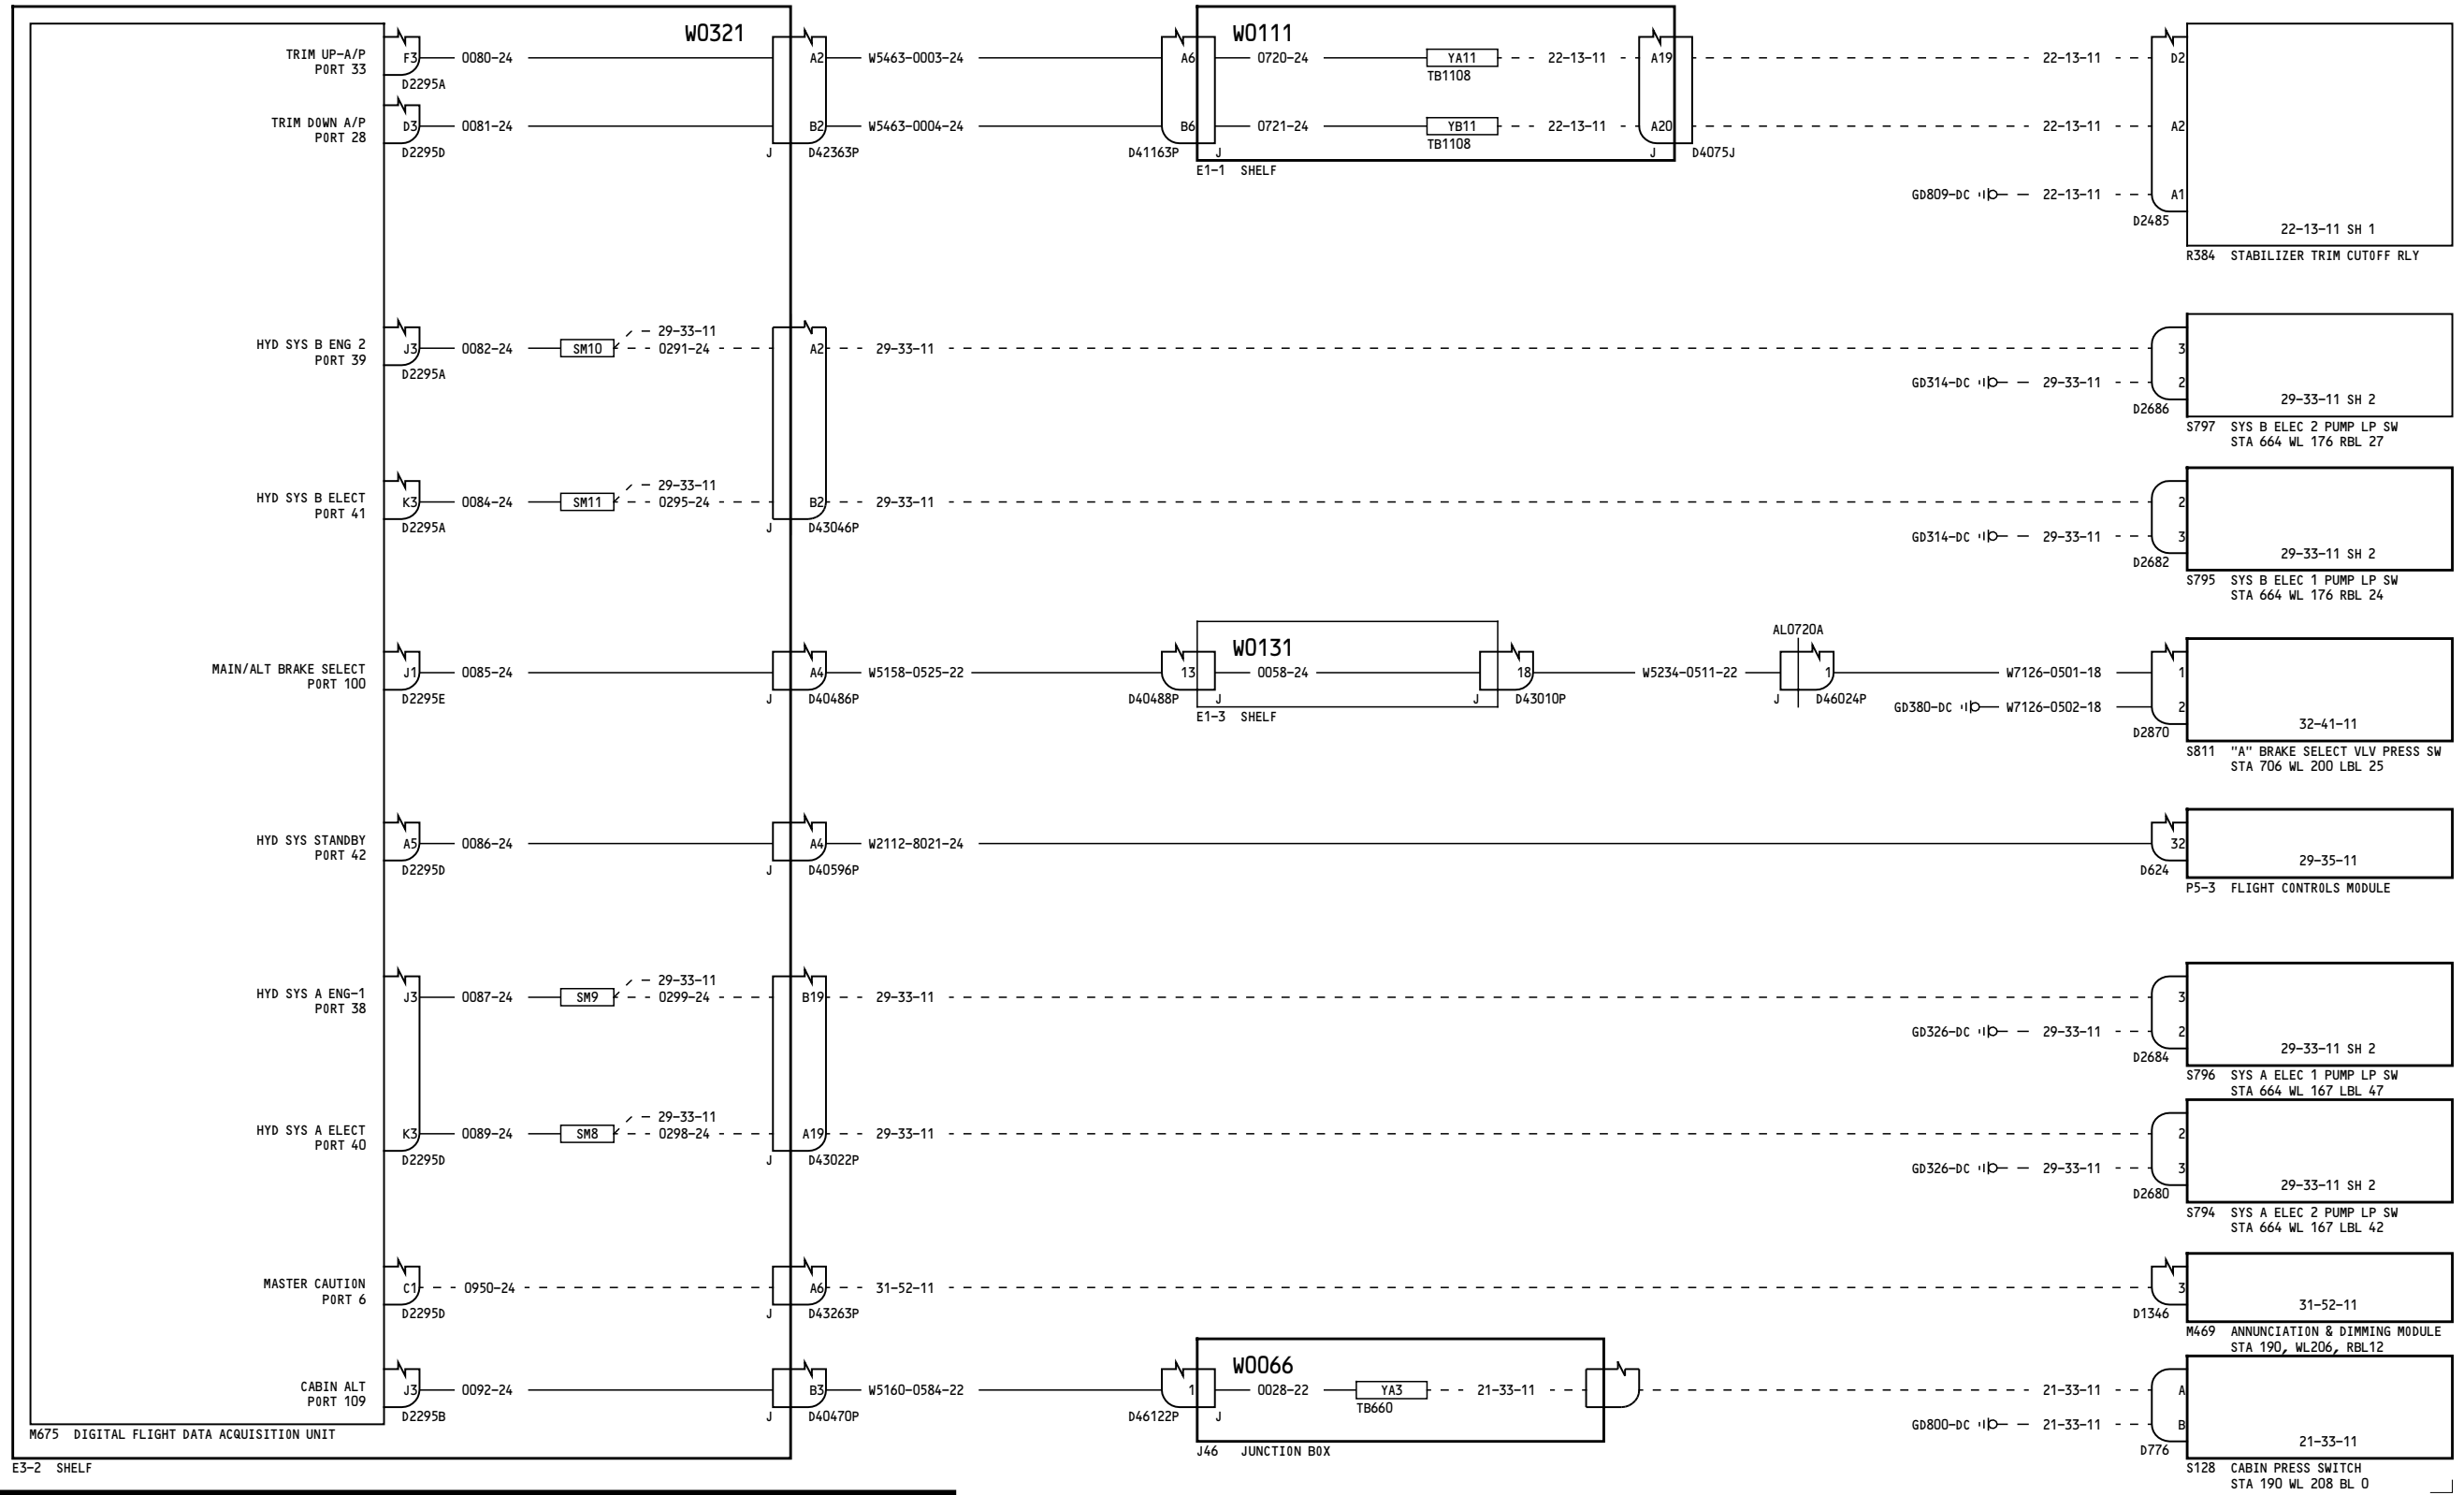 W0321
W0111
TRIM UP-A/P
PORT 33
F3
0080-24
A2
W5463-0003-24
A6
0720-24
YA11
22-13-11
A19
22-13-11
D2
D2295A
TB1108
TRIM DOWN A/P
PORT 28
D3
0081-24
B2
W5463-0004-24
B6
0721-24
YB11
22-13-11
A20
22-13-11
A2
D2295D
J
D42363P
D41163P
J
TB1108
J
D4075J
E1-1 SHELF
GD809-DC
22-13-11
A1
D2485
22-13-11 SH 1
R384 STABILIZER TRIM CUTOFF RLY
HYD SYS B ENG 2
PORT 39
J3
0082-24
SM10
29-33-11
0291-24
A2
29-33-11
3
D2295A
GD314-DC
29-33-11
2
D2686
29-33-11 SH 2
S797 SYS B ELEC 2 PUMP LP SW
STA 664 WL 176 RBL 27
HYD SYS B ELECT
PORT 41
K3
0084-24
SM11
29-33-11
0295-24
B2
29-33-11
2
D2295A
J
D43046P
GD314-DC
29-33-11
3
D2682
29-33-11 SH 2
S795 SYS B ELEC 1 PUMP LP SW
STA 664 WL 176 RBL 24
W0131
AL0720A
MAIN/ALT BRAKE SELECT
PORT 100
J1
0085-24
A4
W5158-0525-22
13
0058-24
18
W5234-0511-22
1
W7126-0501-18
1
D2295E
J
D40486P
D40488P
J
J
D43010P
J
D46024P
GD380-DC
W7126-0502-18
2
E1-3 SHELF
D2870
32-41-11
S811 "A" BRAKE SELECT VLV PRESS SW
STA 706 WL 200 LBL 25
HYD SYS STANDBY
PORT 42
A5
0086-24
A4
W2112-8021-24
32
D2295D
J
D40596P
D624
29-35-11
P5-3 FLIGHT CONTROLS MODULE
HYD SYS A ENG-1
PORT 38
J3
0087-24
SM9
29-33-11
0299-24
B19
29-33-11
3
GD326-DC
29-33-11
2
D2684
29-33-11 SH 2
S796 SYS A ELEC 1 PUMP LP SW
STA 664 WL 167 LBL 47
HYD SYS A ELECT
PORT 40
K3
0089-24
SM8
29-33-11
0298-24
A19
29-33-11
2
D2295D
J
D43022P
GD326-DC
29-33-11
3
D2680
29-33-11 SH 2
S794 SYS A ELEC 2 PUMP LP SW
STA 664 WL 167 LBL 42
MASTER CAUTION
PORT 6
C1
0950-24
A6
31-52-11
3
D2295D
J
D43263P
D1346
31-52-11
M469 ANNUNCIATION & DIMMING MODULE
STA 190, WL206, RBL12
W0066
CABIN ALT
PORT 109
J3
0092-24
B3
W5160-0584-22
1
0028-22
YA3
21-33-11
21-33-11
A
D2295B
J
D40470P
D46122P
J
TB660
GD800-DC
21-33-11
B
D776
21-33-11
M675 DIGITAL FLIGHT DATA ACQUISITION UNIT
J46 JUNCTION BOX
E3-2 SHELF
S128 CABIN PRESS SWITCH
STA 190 WL 208 BL 0